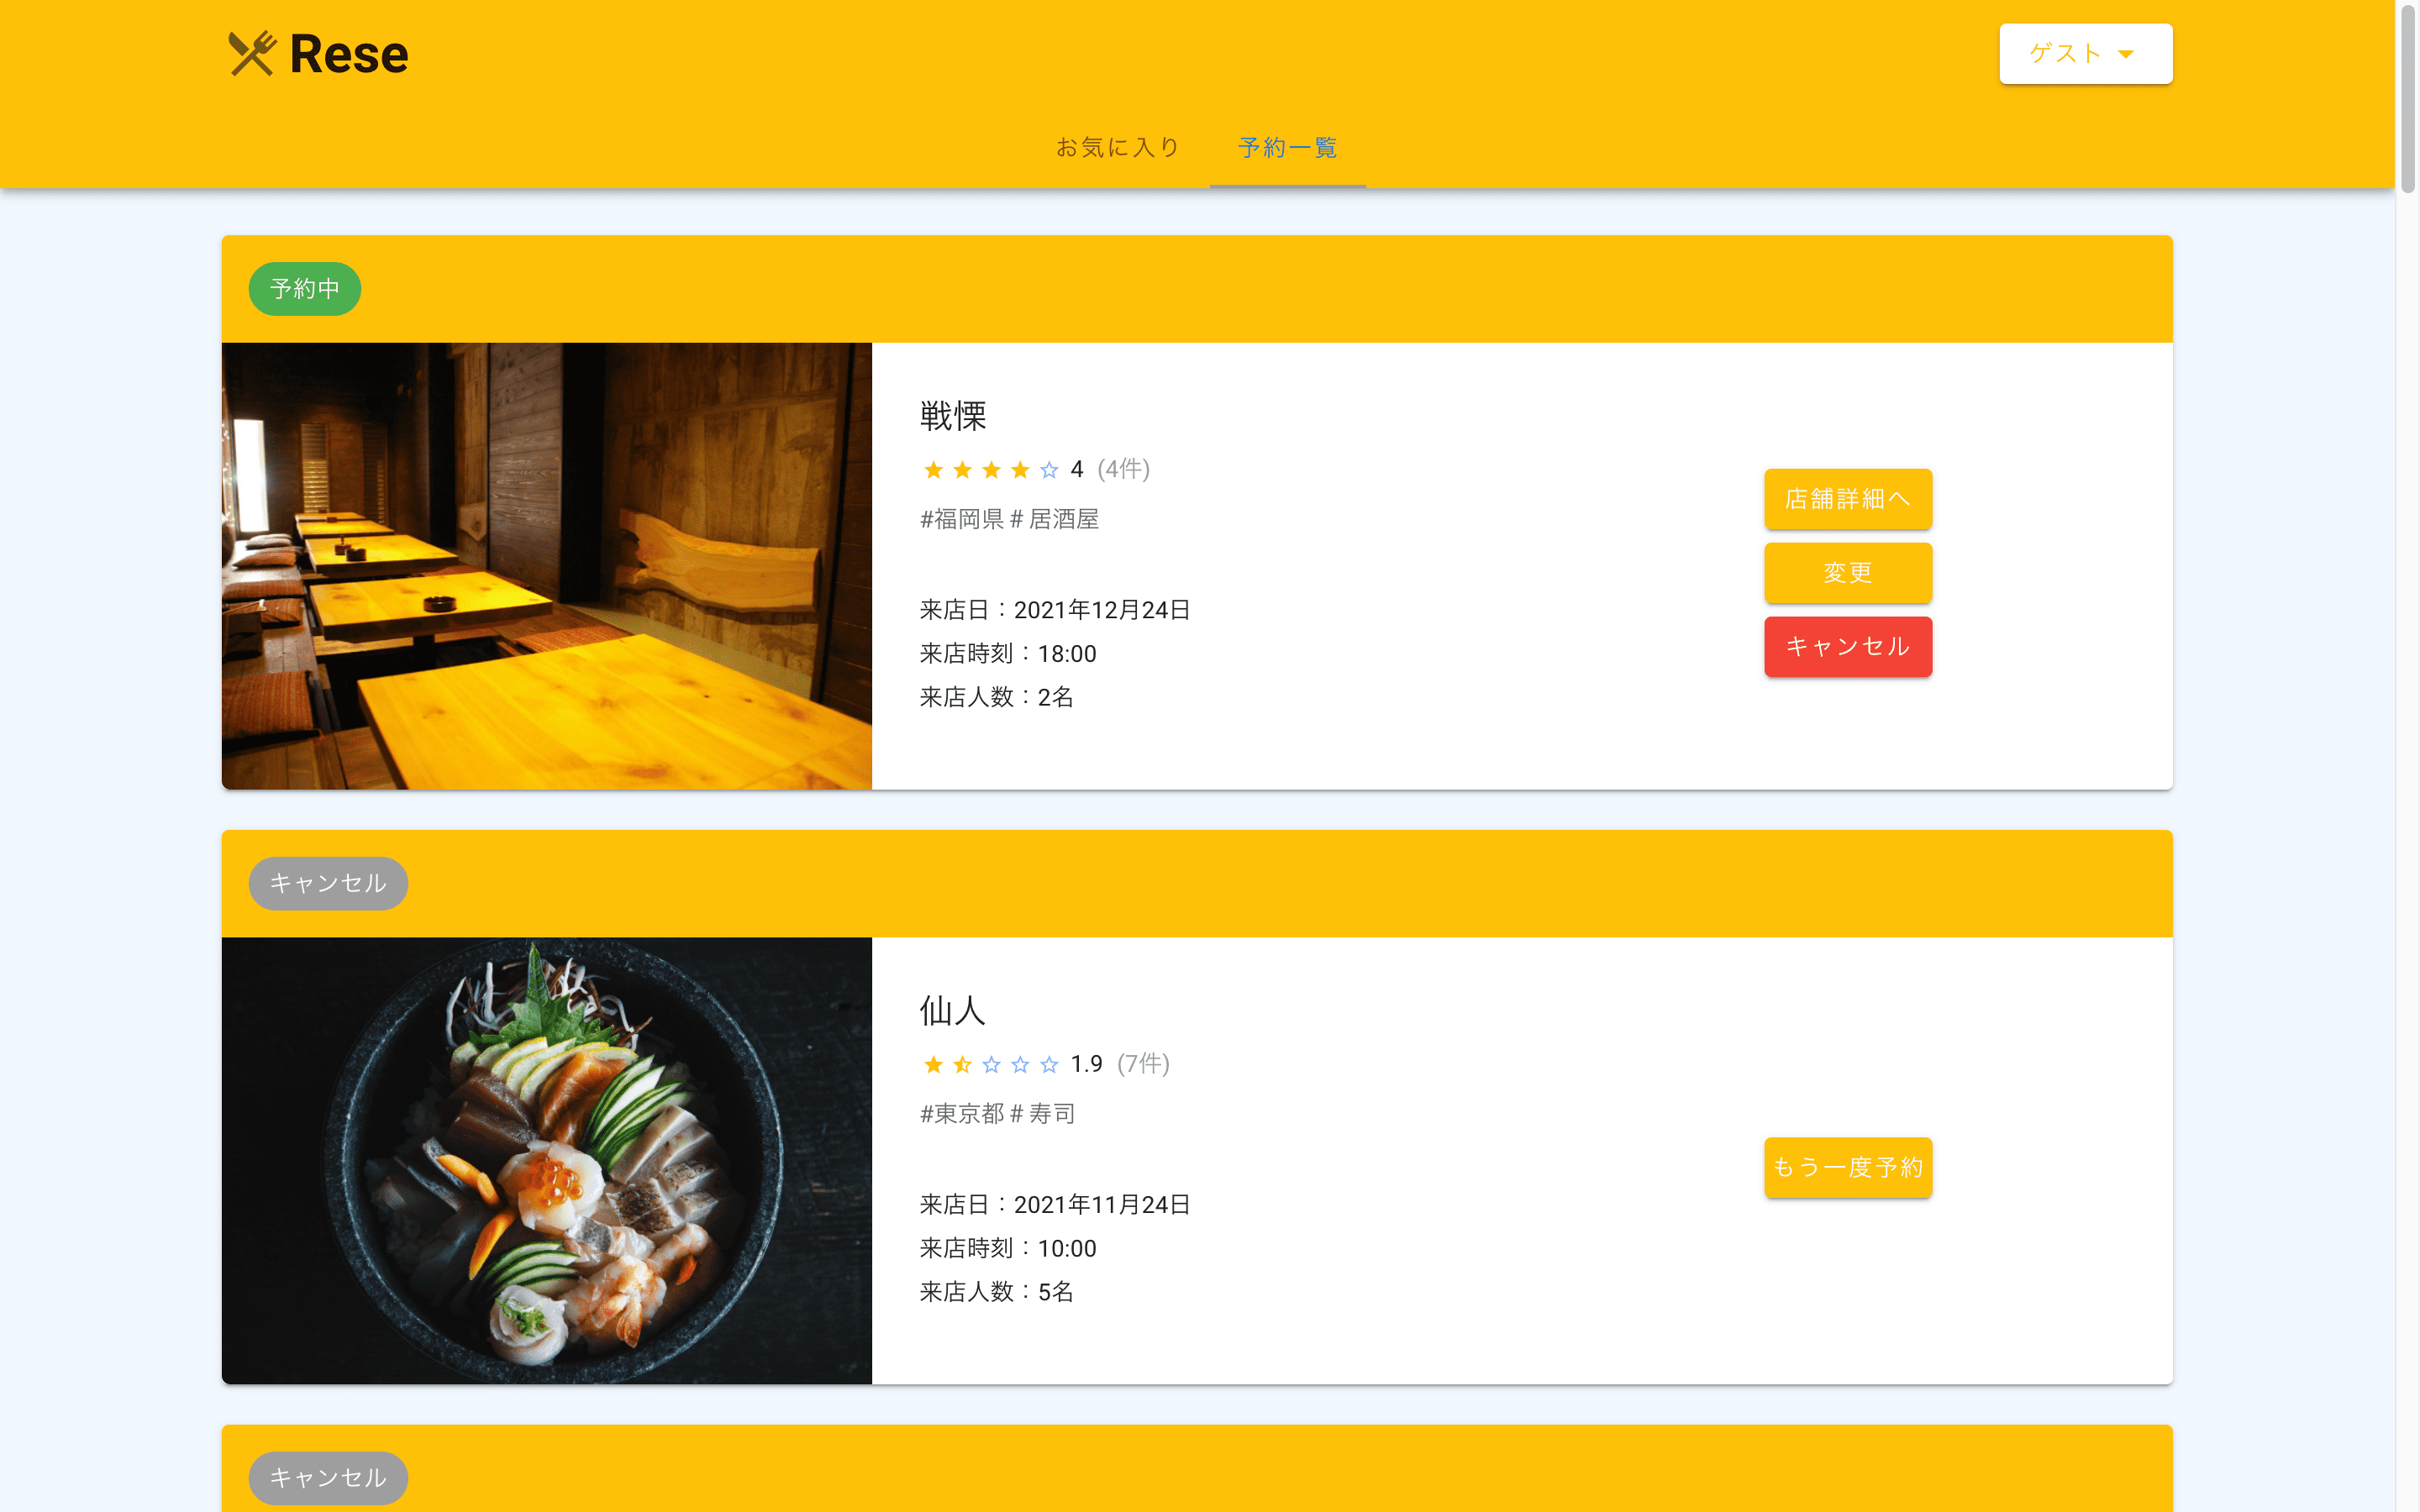 Rese
ゲスト
お気に入り 予約一覧
予約中
戦慄
4 (4件)
#福岡県 # 居酒屋
来店日：2021年12月24日
来店時刻：18:00
来店人数：2名
店舗詳細へ
変更
キャンセル
キャンセル
仙人
1.9 (7件)
#東京都 # 寿司
来店日：2021年11月24日
来店時刻：10:00
来店人数：5名
もう一度予約
キャンセル